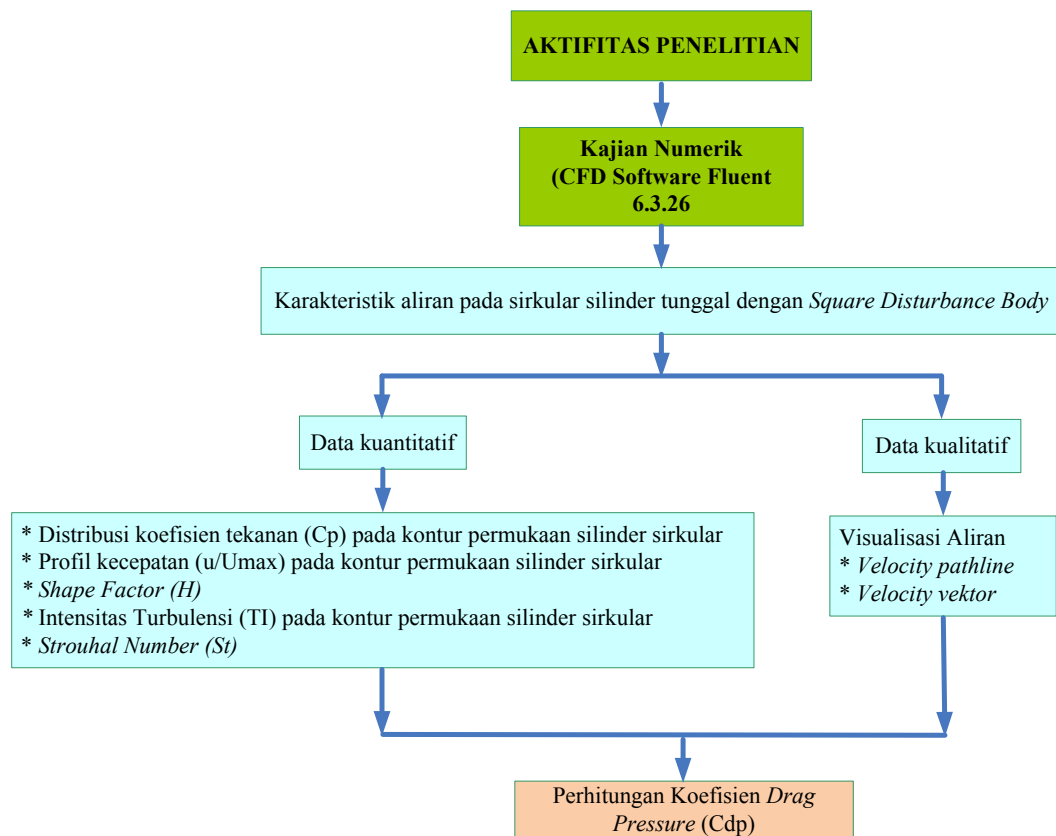 AKTIFITAS PENELITIAN
Kajian Numerik
(CFD Software Fluent
6.3.26
Karakteristik aliran pada sirkular silinder tunggal dengan Square Disturbance Body
Data kuantitatif
Data kualitatif
* Distribusi koefisien tekanan (Cp) pada kontur permukaan silinder sirkular
* Profil kecepatan (u/Umax) pada kontur permukaan silinder sirkular
* Shape Factor (H)
* Intensitas Turbulensi (TI) pada kontur permukaan silinder sirkular
* Strouhal Number (St)
Visualisasi Aliran
* Velocity pathline
* Velocity vektor
Perhitungan Koefisien Drag
Pressure (Cdp)